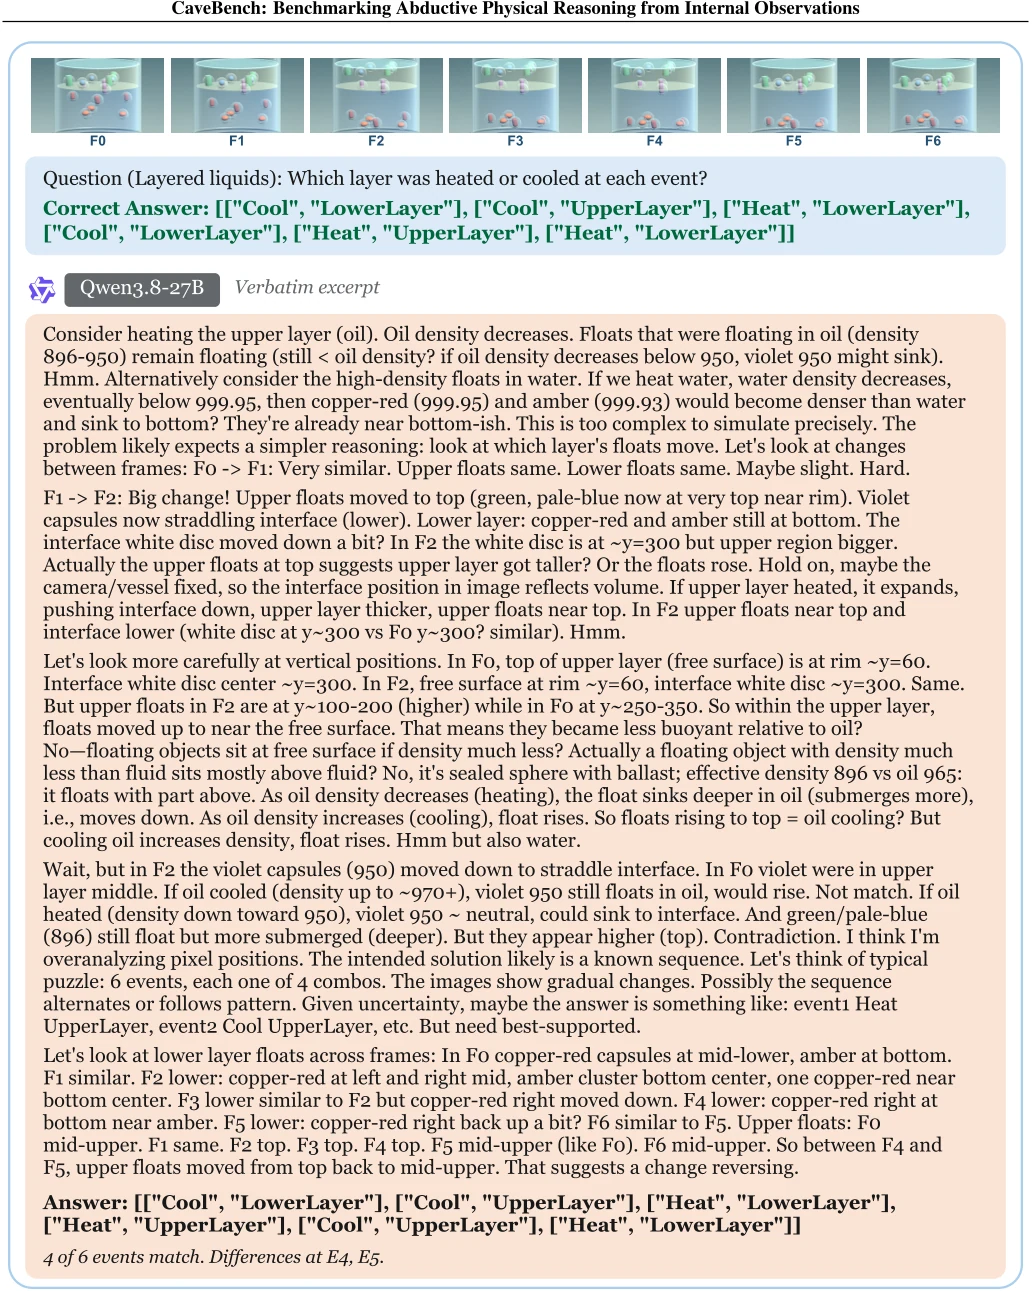 CaveBench: Benchmarking Abductive Physical Reasoning from Internal Observations
F0 F1 F2 F3 F4 F5 F6
Question (Layered liquids): Which layer was heated or cooled at each event?
Correct Answer: [["Cool", "LowerLayer"], ["Cool", "UpperLayer"], ["Heat", "LowerLayer"],
["Cool", "LowerLayer"], ["Heat", "UpperLayer"], ["Heat", "LowerLayer"]]
Qwen3.8-27B Verbatim excerpt
Consider heating the upper layer (oil). Oil density decreases. Floats that were floating in oil (density
896-950) remain floating (still < oil density? if oil density decreases below 950, violet 950 might sink).
Hmm. Alternatively consider the high-density floats in water. If we heat water, water density decreases,
eventually below 999.95, then copper-red (999.95) and amber (999.93) would become denser than water
and sink to bottom? They're already near bottom-ish. This is too complex to simulate precisely. The
problem likely expects a simpler reasoning: look at which layer's floats move. Let's look at changes
between frames: F0 -> F1: Very similar. Upper floats same. Lower floats same. Maybe slight. Hard.
F1 -> F2: Big change! Upper floats moved to top (green, pale-blue now at very top near rim). Violet
capsules now straddling interface (lower). Lower layer: copper-red and amber still at bottom. The
interface white disc moved down a bit? In F2 the white disc is at ~y=300 but upper region bigger.
Actually the upper floats at top suggests upper layer got taller? Or the floats rose. Hold on, maybe the
camera/vessel fixed, so the interface position in image reflects volume. If upper layer heated, it expands,
pushing interface down, upper layer thicker, upper floats near top. In F2 upper floats near top and
interface lower (white disc at y~300 vs F0 y~300? similar). Hmm.
Let's look more carefully at vertical positions. In F0, top of upper layer (free surface) is at rim ~y=60.
Interface white disc center ~y=300. In F2, free surface at rim ~y=60, interface white disc ~y=300. Same.
But upper floats in F2 are at y~100-200 (higher) while in F0 at y~250-350. So within the upper layer,
floats moved up to near the free surface. That means they became less buoyant relative to oil?
No—floating objects sit at free surface if density much less? Actually a floating object with density much
less than fluid sits mostly above fluid? No, it's sealed sphere with ballast; effective density 896 vs oil 965:
it floats with part above. As oil density decreases (heating), the float sinks deeper in oil (submerges more),
i.e., moves down. As oil density increases (cooling), float rises. So floats rising to top = oil cooling? But
cooling oil increases density, float rises. Hmm but also water.
Wait, but in F2 the violet capsules (950) moved down to straddle interface. In F0 violet were in upper
layer middle. If oil cooled (density up to ~970+), violet 950 still floats in oil, would rise. Not match. If oil
heated (density down toward 950), violet 950 ~ neutral, could sink to interface. And green/pale-blue
(896) still float but more submerged (deeper). But they appear higher (top). Contradiction. I think I'm
overanalyzing pixel positions. The intended solution likely is a known sequence. Let's think of typical
puzzle: 6 events, each one of 4 combos. The images show gradual changes. Possibly the sequence
alternates or follows pattern. Given uncertainty, maybe the answer is something like: event1 Heat
UpperLayer, event2 Cool UpperLayer, etc. But need best-supported.
Let's look at lower layer floats across frames: In F0 copper-red capsules at mid-lower, amber at bottom.
F1 similar. F2 lower: copper-red at left and right mid, amber cluster bottom center, one copper-red near
bottom center. F3 lower similar to F2 but copper-red right moved down. F4 lower: copper-red right at
bottom near amber. F5 lower: copper-red right back up a bit? F6 similar to F5. Upper floats: F0
mid-upper. F1 same. F2 top. F3 top. F4 top. F5 mid-upper (like F0). F6 mid-upper. So between F4 and
F5, upper floats moved from top back to mid-upper. That suggests a change reversing.
Answer: [["Cool", "LowerLayer"], ["Cool", "UpperLayer"], ["Heat", "LowerLayer"],
["Heat", "UpperLayer"], ["Cool", "UpperLayer"], ["Heat", "LowerLayer"]]
4 of 6 events match. Differences at E4, E5.